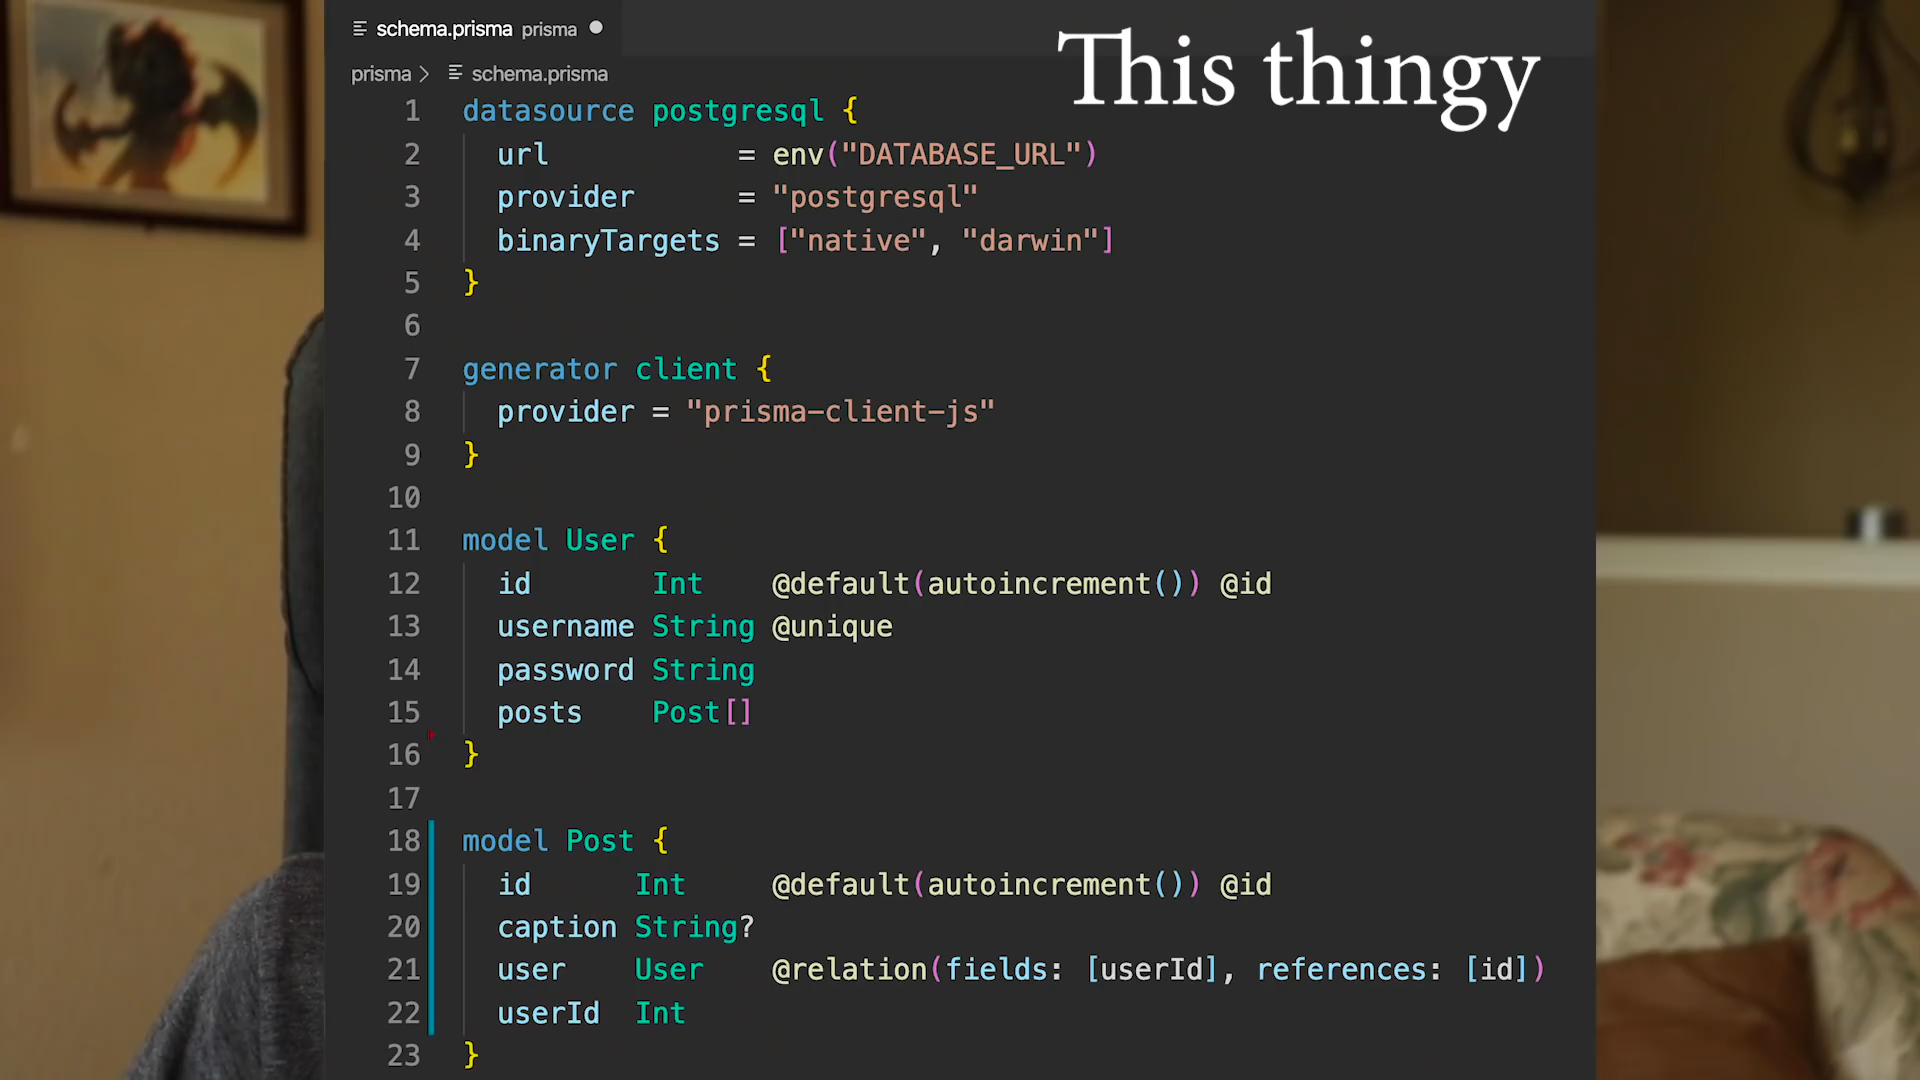 schema.prisma prisma
This thingy
prisma > schema.prisma
1 datasource postgresql {
2 url = env("DATABASE_URL")
3 provider = "postgresql"
4 binaryTargets = ["native", "darwin"]
5 }
6
7 generator client {
8 provider = "prisma-client-js"
9 }
10
11 model User {
12 id Int @default(autoincrement()) @id
13 username String @unique
14 password String
15 posts Post[]
16 }
17
18 model Post {
19 id Int @default(autoincrement()) @id
20 caption String?
21 user User @relation(fields: [userId], references: [id])
22 userId Int
23 }